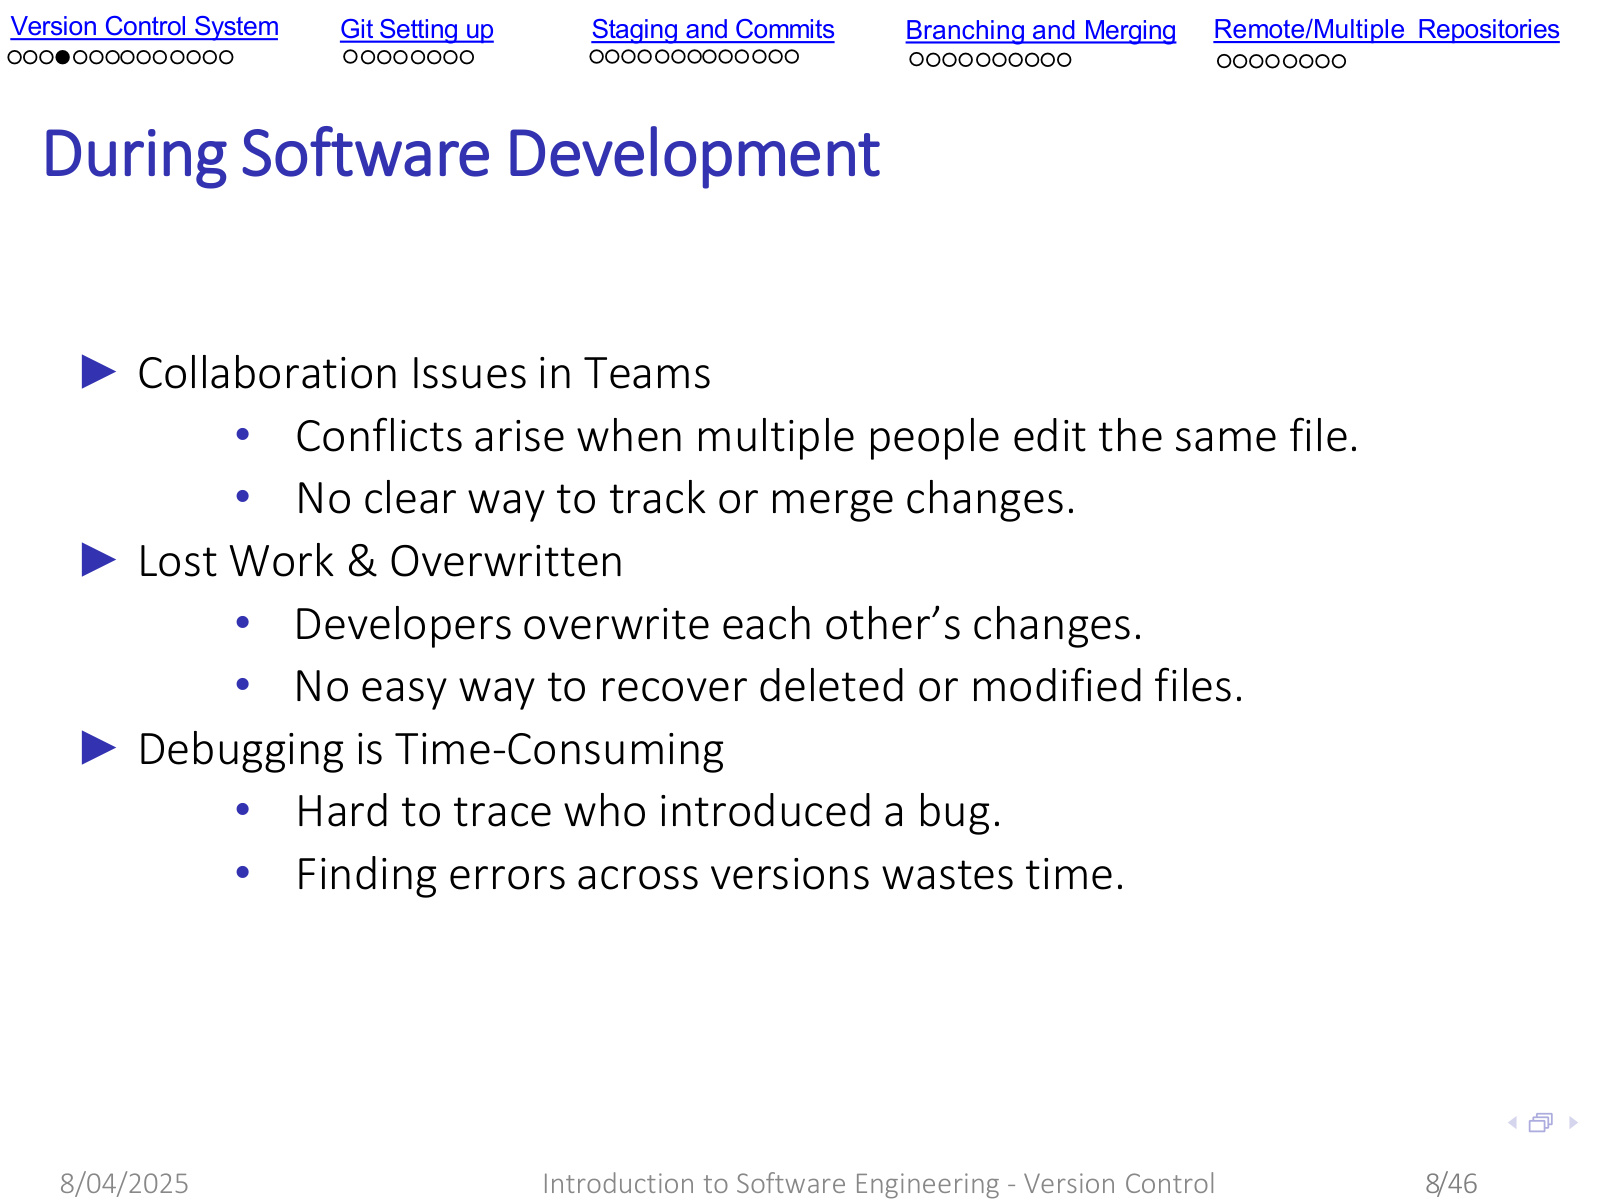 Version Control System
Git Setting up
Staging and Commits
Branching and Merging
Remote/Multiple Repositories
During Software Development
Collaboration Issues in Teams
• Conflicts arise when multiple people edit the same file.
• No clear way to track or merge changes.
Lost Work & Overwritten
• Developers overwrite each other’s changes.
• No easy way to recover deleted or modified files.
Debugging is Time-Consuming
• Hard to trace who introduced a bug.
• Finding errors across versions wastes time.
8/04/2025
Introduction to Software Engineering - Version Control
8/46